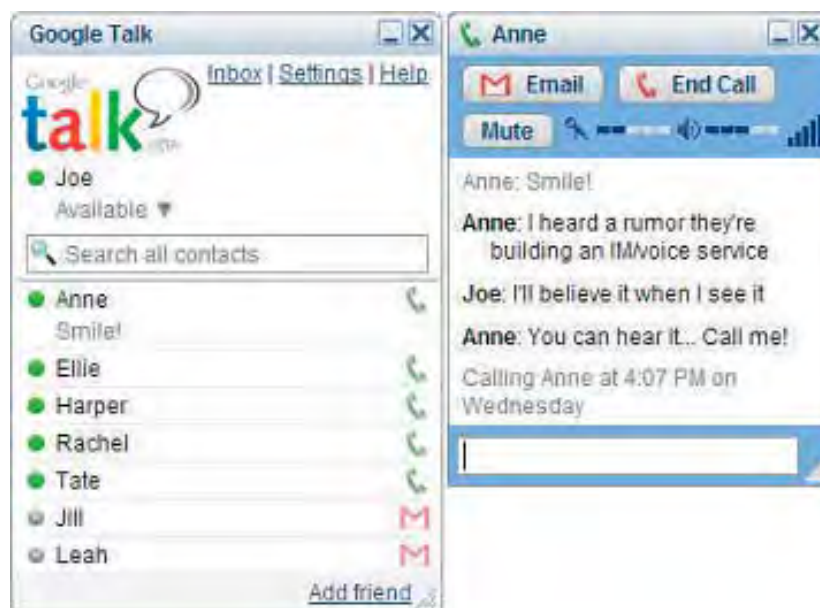 Google Talk
Google
talk
BETA
Inbox | Settings | Help
Joe
Available
Search all contacts
Anne
Smile!
Ellie
Harper
Rachel
Tate
Jill
Leah
Add friend
Anne
Email
End Call
Mute
Anne: Smile!
Anne: I heard a rumor they're
building an IM/voice service
Joe: I'll believe it when I see it
Anne: You can hear it... Call me!
Calling Anne at 4:07 PM on
Wednesday